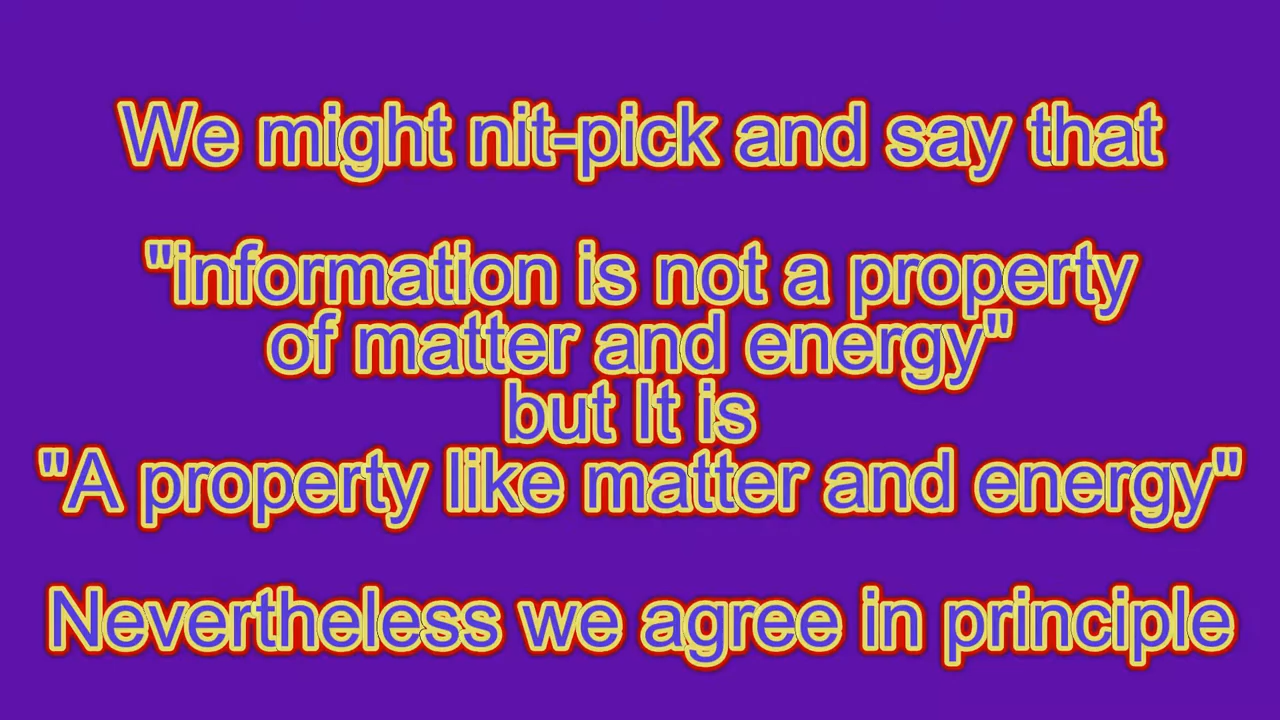 We might nit-pick and say that
"information is not a property
of matter and energy"
but It is
"A property like matter and energy"
Nevertheless we agree in principle